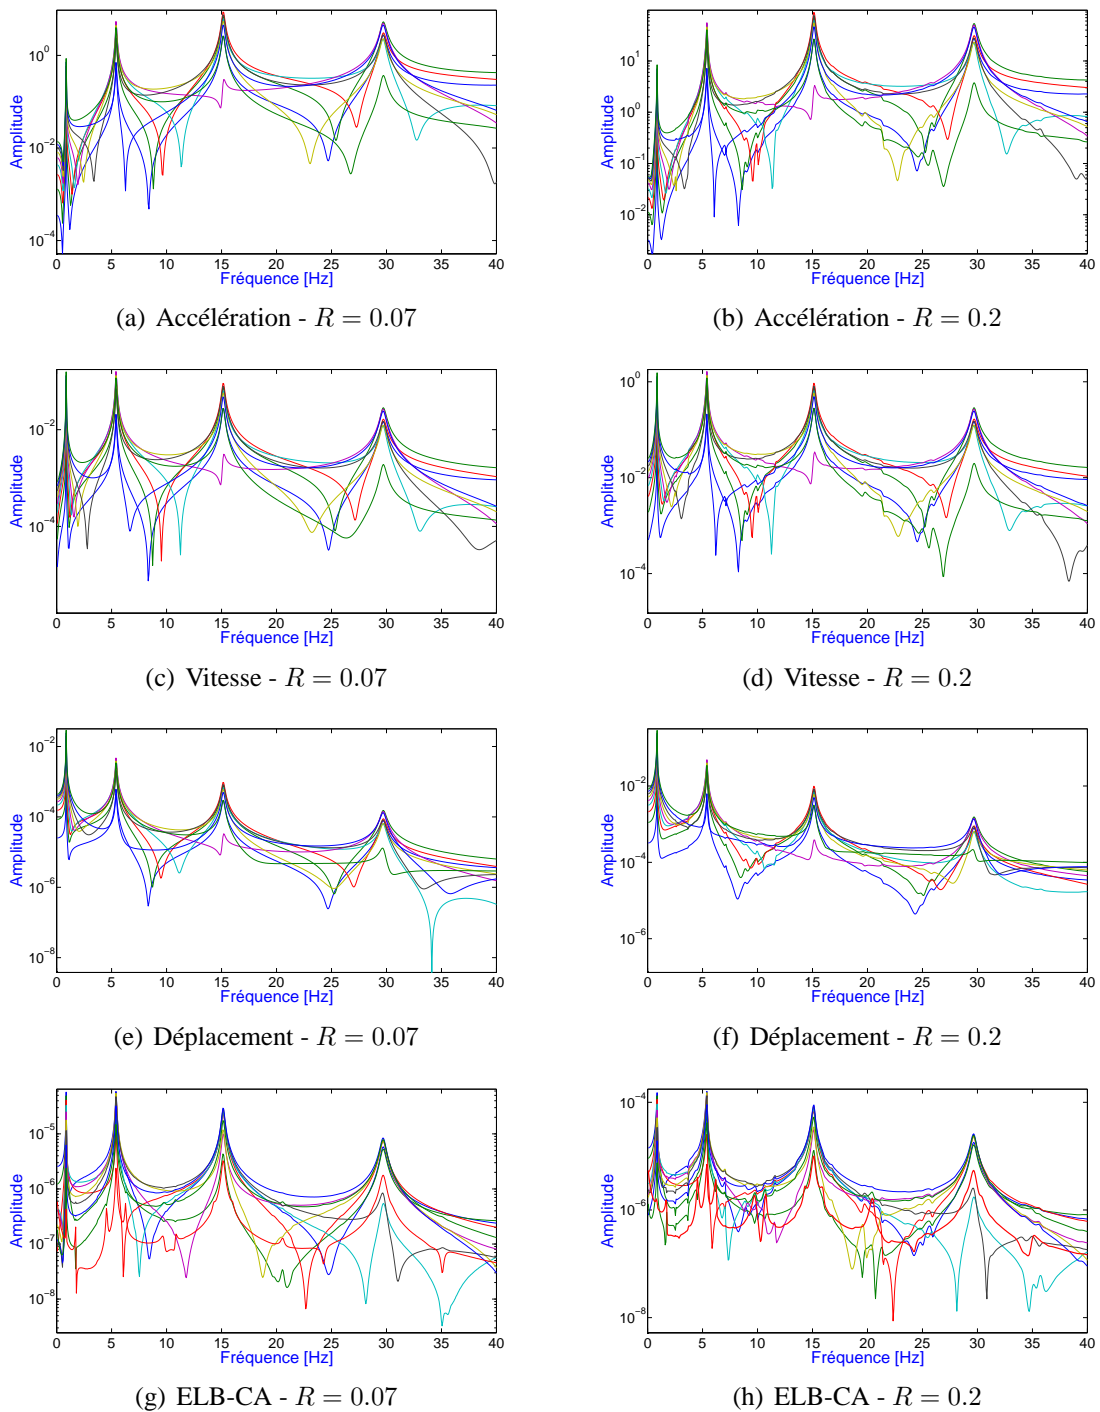 10^0
10^{-2}
10^{-4}
Amplitude
0 5 10 15 20 25 30 35 40
Fréquence [Hz]
(a) Accélération - R = 0.07
10^1
10^0
10^{-1}
10^{-2}
Amplitude
0 5 10 15 20 25 30 35 40
Fréquence [Hz]
(b) Accélération - R = 0.2
10^{-2}
10^{-4}
Amplitude
0 5 10 15 20 25 30 35 40
Fréquence [Hz]
(c) Vitesse - R = 0.07
10^0
10^{-2}
10^{-4}
Amplitude
0 5 10 15 20 25 30 35 40
Fréquence [Hz]
(d) Vitesse - R = 0.2
10^{-2}
10^{-4}
10^{-6}
10^{-8}
Amplitude
0 5 10 15 20 25 30 35 40
Fréquence [Hz]
(e) Déplacement - R = 0.07
10^{-2}
10^{-4}
10^{-6}
Amplitude
0 5 10 15 20 25 30 35 40
Fréquence [Hz]
(f) Déplacement - R = 0.2
10^{-5}
10^{-6}
10^{-7}
10^{-8}
Amplitude
0 5 10 15 20 25 30 35 40
Fréquence [Hz]
(g) ELB-CA - R = 0.07
10^{-4}
10^{-6}
10^{-8}
Amplitude
0 5 10 15 20 25 30 35 40
Fréquence [Hz]
(h) ELB-CA - R = 0.2